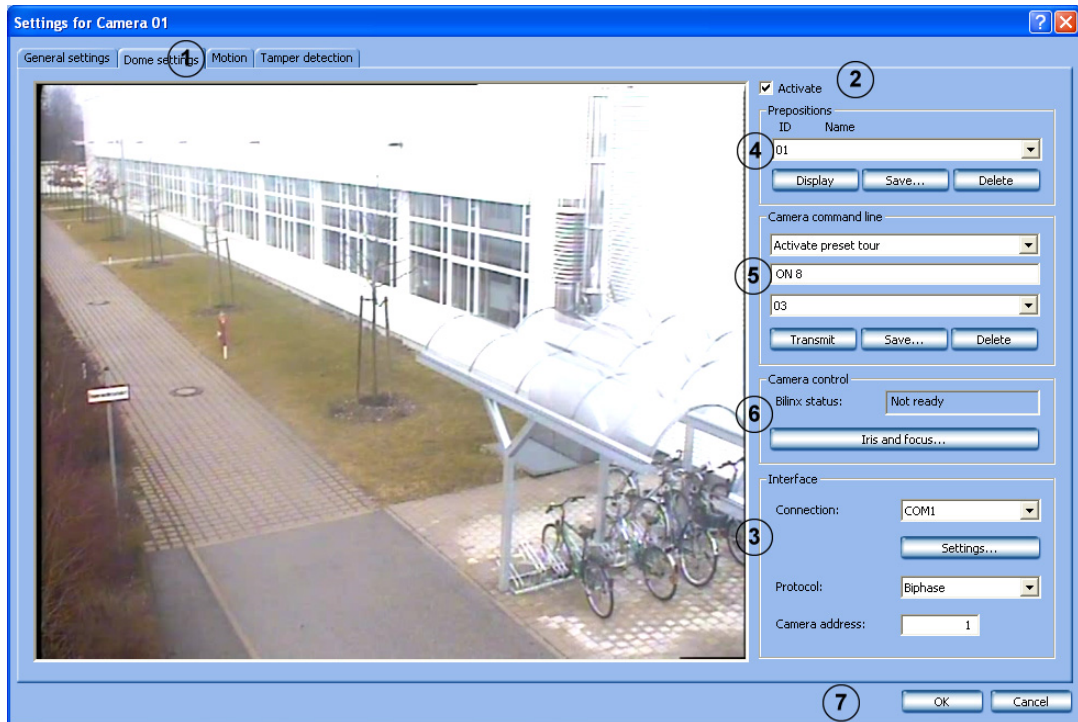 Settings for Camera 01
General settings
Dome settings
1
Motion
Tamper detection
Activate
2
Prepositions
ID Name
4
01
Display Save... Delete
Camera command line
Activate preset tour
5
ON 8
03
Transmit Save... Delete
Camera control
6
Bilinx status: Not ready
Iris and focus...
Interface
Connection: COM1
3
Settings...
Protocol: Biphase
Camera address: 1
7
OK Cancel